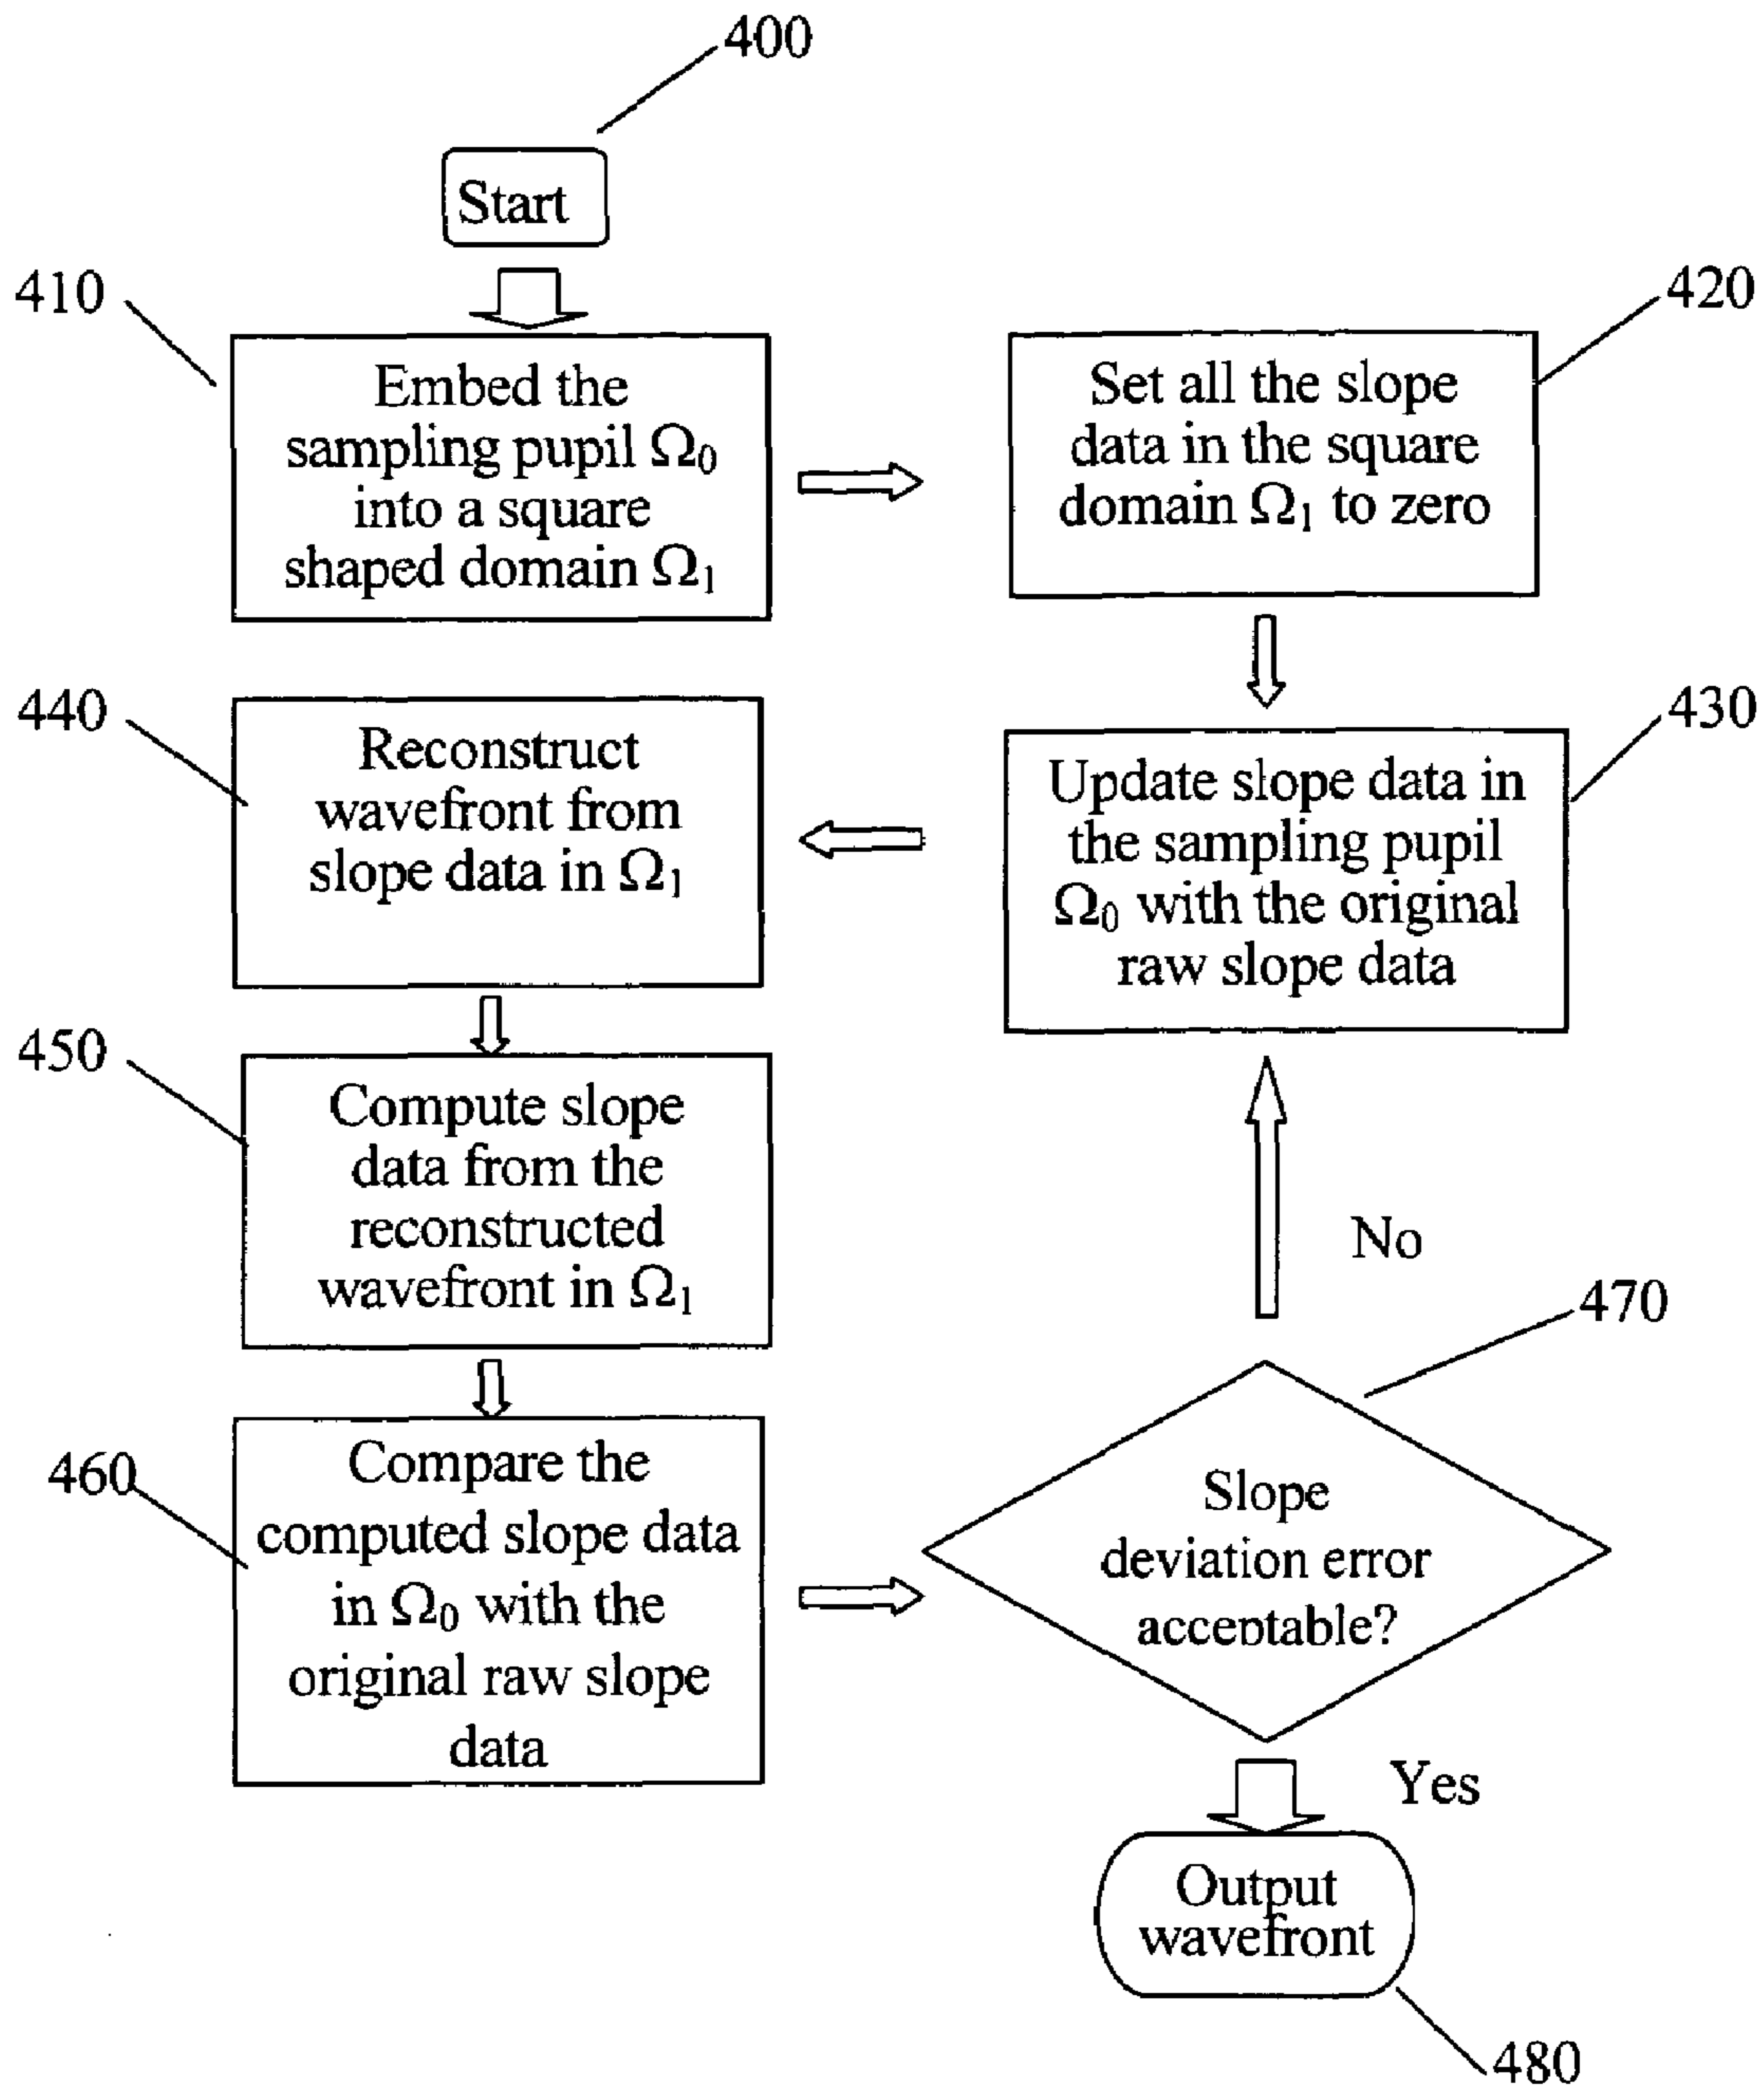 400
Start
410
Embed the
sampling pupil Ω₀
into a square
shaped domain Ω₁
420
Set all the slope
data in the square
domain Ω₁ to zero
430
Update slope data in
the sampling pupil
Ω₀ with the original
raw slope data
440
Reconstruct
wavefront from
slope data in Ω₁
450
Compute slope
data from the
reconstructed
wavefront in Ω₁
460
Compare the
computed slope data
in Ω₀ with the
original raw slope
data
470
Slope
deviation error
acceptable?
No
Yes
Output
wavefront
480